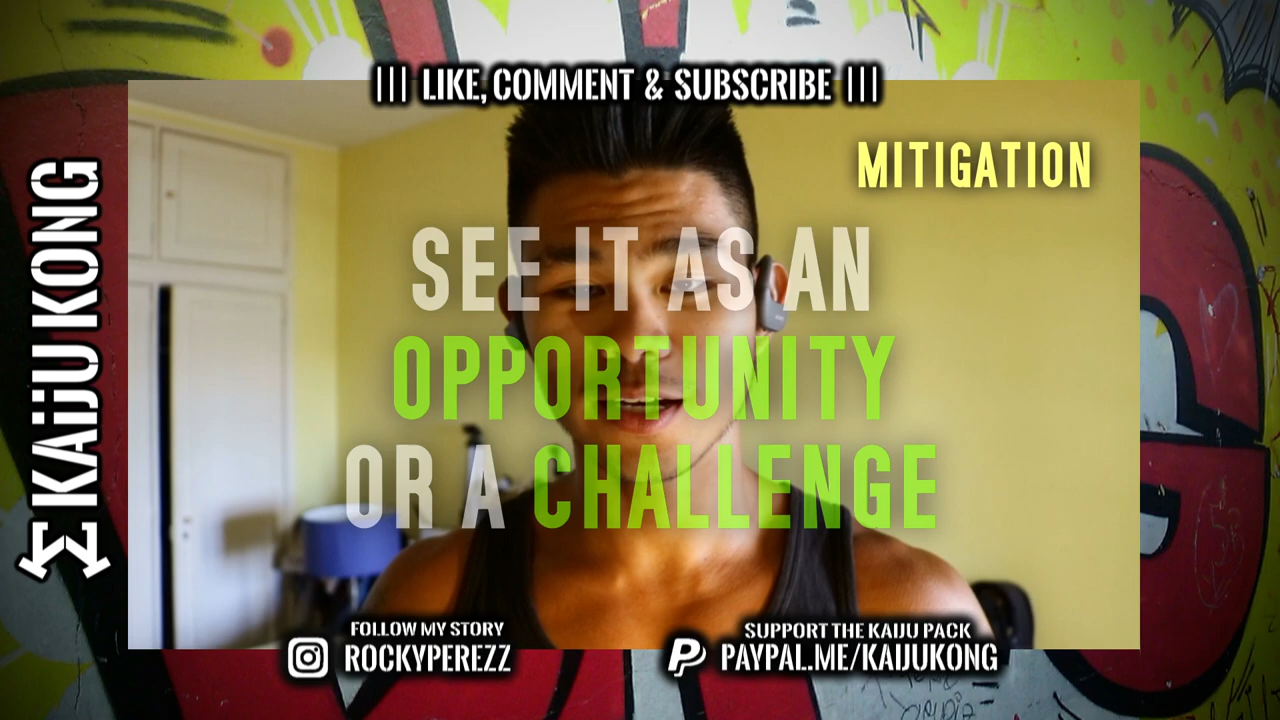 ||| LIKE, COMMENT & SUBSCRIBE |||
MITIGATION
KAIJU KONG
SEE IT AS AN
OPPORTUNITY
OR A CHALLENGE
FOLLOW MY STORY
ROCKYPEREZZ
SUPPORT THE KAIJU PACK
PAYPAL.ME/KAIJUKONG